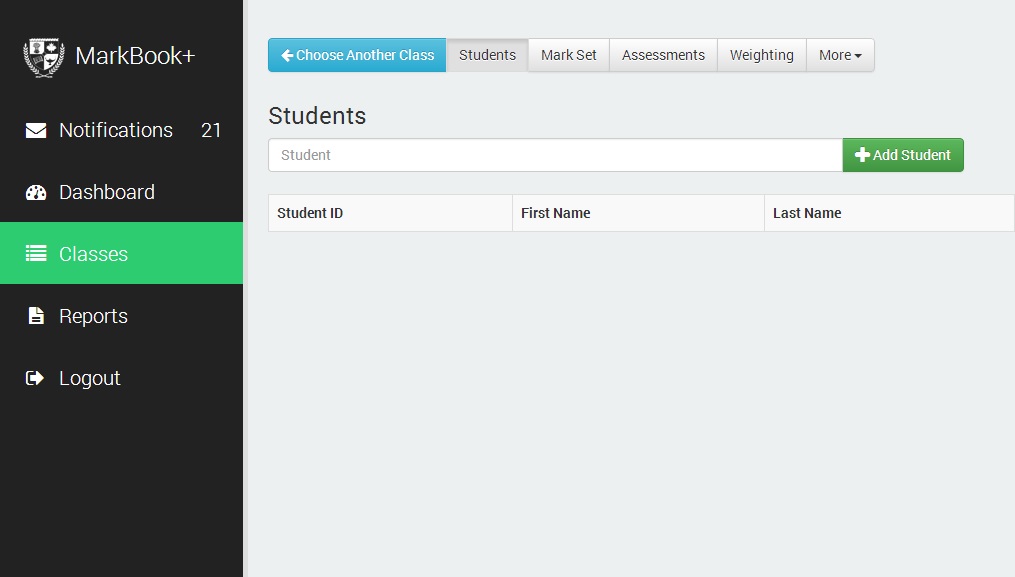 MarkBook+
Notifications 21
Dashboard
Classes
Reports
Logout
Choose Another Class Students Mark Set Assessments Weighting More
Students
Student Add Student
Student ID First Name Last Name